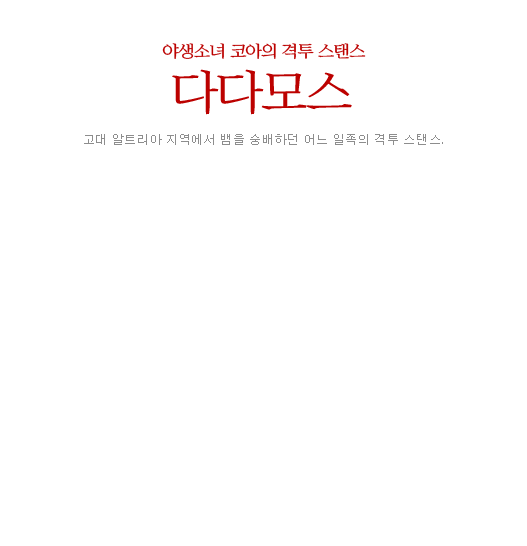 야생소녀 코아의 격투 스탠스
다다모스
고대 알트리아 지역에서 뱀을 숭배하던 어느 일족의 격투 스탠스.